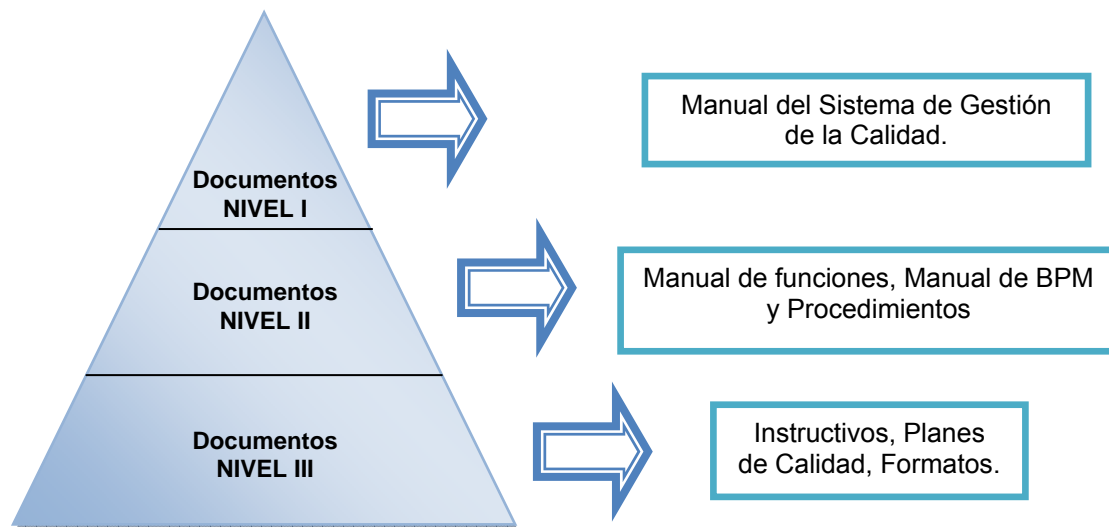 Manual del Sistema de Gestión
de la Calidad.
Documentos
NIVEL I
Manual de funciones, Manual de BPM
y Procedimientos
Documentos
NIVEL II
Instructivos, Planes
de Calidad, Formatos.
Documentos
NIVEL III